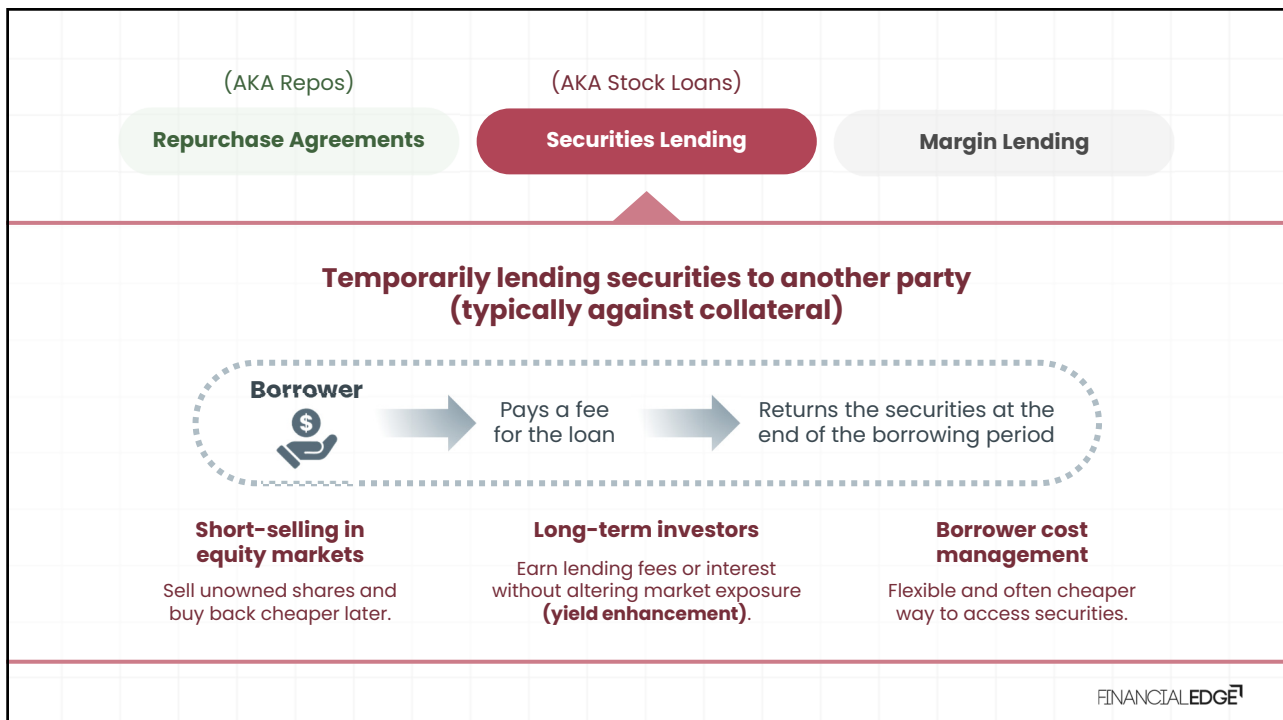 (AKA Repos)
(AKA Stock Loans)
Repurchase Agreements
Securities Lending
Margin Lending
Temporarily lending securities to another party
(typically against collateral)
Borrower
$
Pays a fee
for the loan
Returns the securities at the
end of the borrowing period
Short-selling in
equity markets
Sell unowned shares and
buy back cheaper later.
Long-term investors
Earn lending fees or interest
without altering market exposure
(yield enhancement).
Borrower cost
management
Flexible and often cheaper
way to access securities.
FINANCIALEDGE